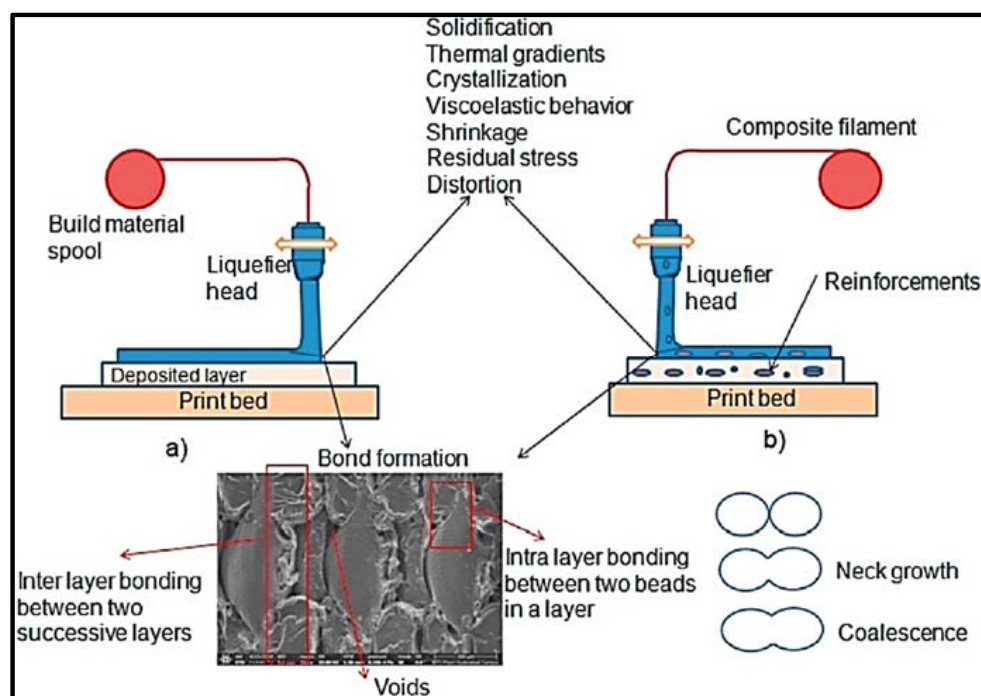 Solidification
Thermal gradients
Crystallization
Viscoelastic behavior
Shrinkage
Residual stress
Distortion
Build material
spool
Liquefier
head
Deposited layer
Print bed
a)
Composite filament
Liquefier
head
Reinforcements
Print bed
b)
Bond formation
Inter layer bonding
between two
successive layers
Voids
Intra layer bonding
between two beads
in a layer
Neck growth
Coalescence